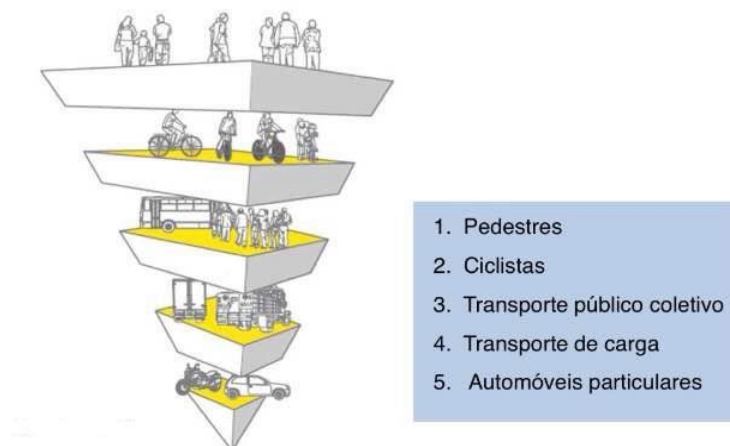 1. Pedestres
2. Ciclistas
3. Transporte público coletivo
4. Transporte de carga
5. Automóveis particulares